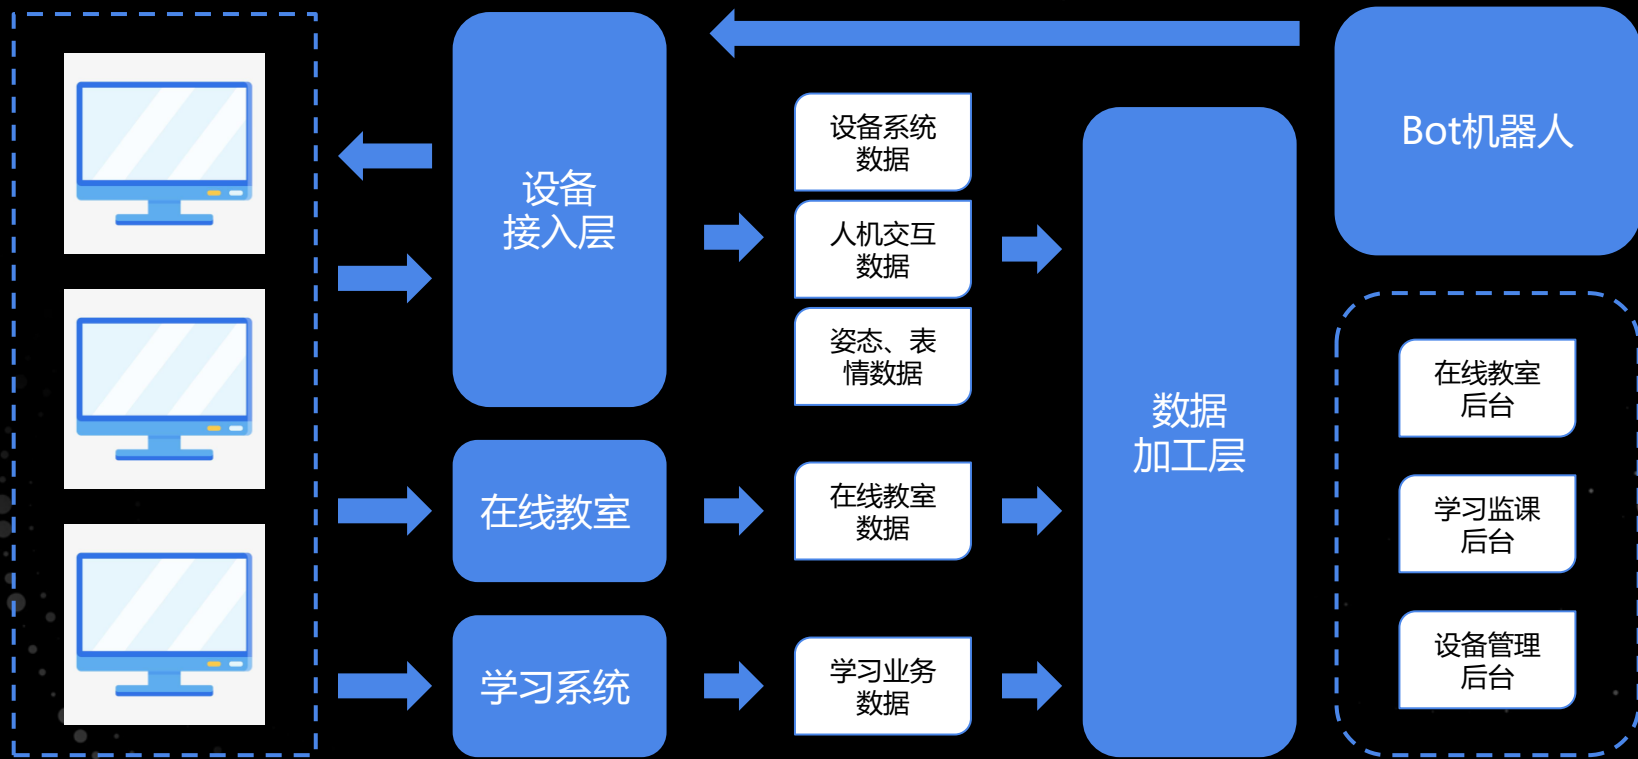 设备
接入层
在线教室
学习系统
设备系统
数据
人机交互
数据
姿态、表
情数据
在线教室
数据
学习业务
数据
数据
加工层
Bot机器人
在线教室
后台
学习监课
后台
设备管理
后台